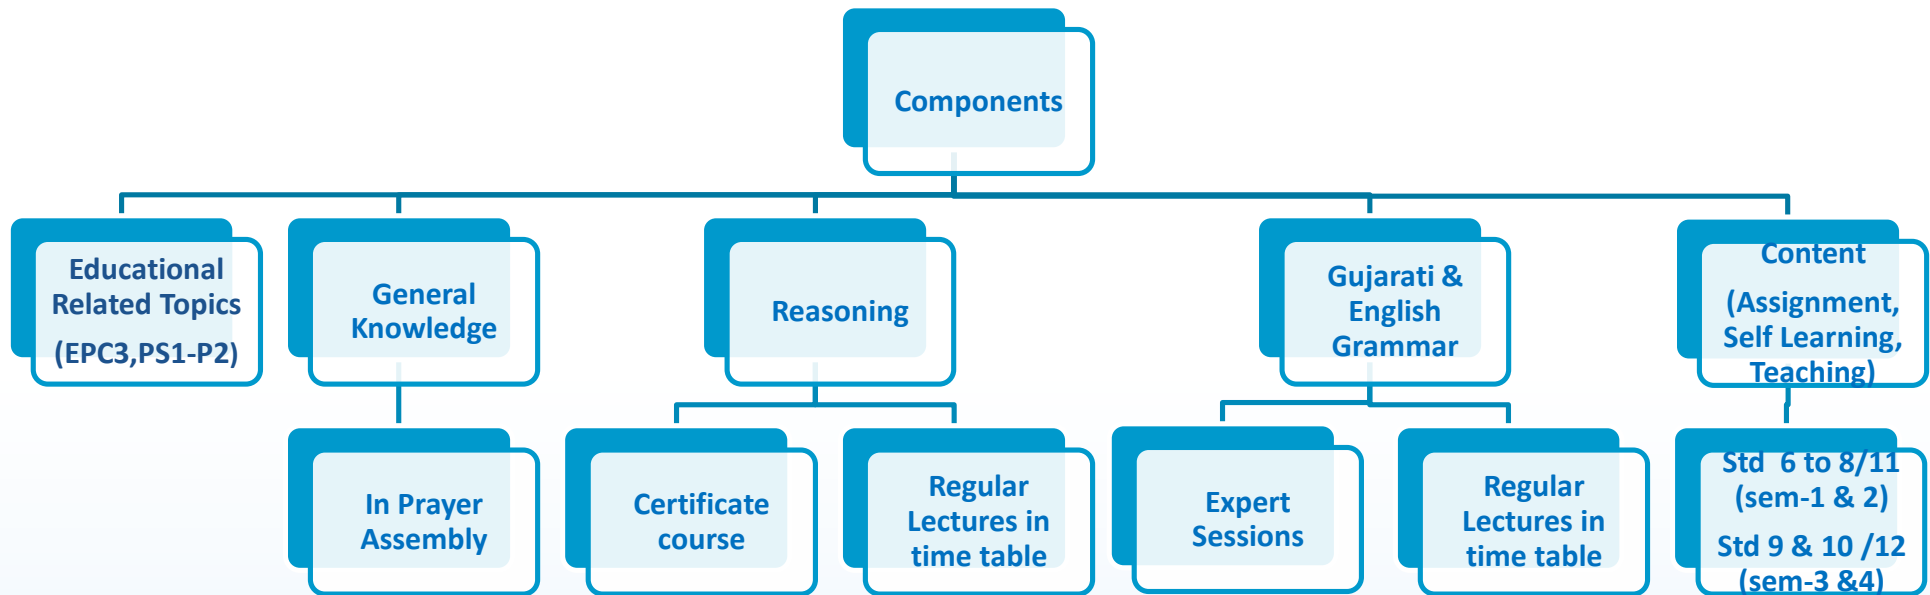 Components
Educational
Related Topics
(EPC3,PS1-P2)
General
Knowledge
Reasoning
Gujarati &
English
Grammar
Content
(Assignment,
Self Learning,
Teaching)
In Prayer
Assembly
Certificate
course
Regular
Lectures in
time table
Expert
Sessions
Regular
Lectures in
time table
Std  6 to 8/11
(sem-1 & 2)
Std 9 & 10 /12
(sem-3 &4)